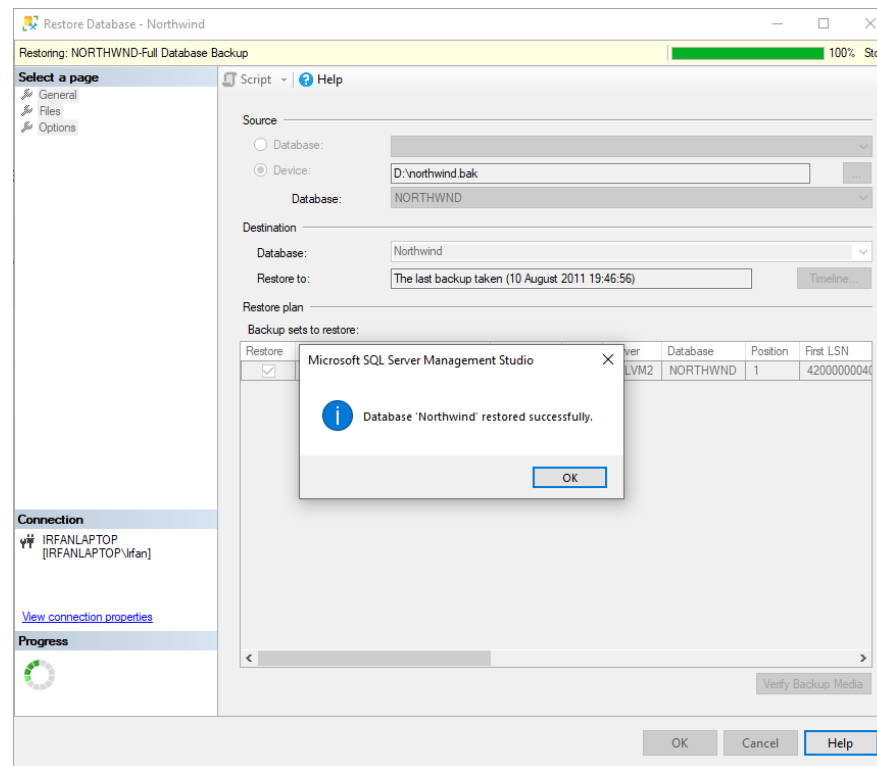 Restore Database - Northwind
Restoring: NORTHWND-Full Database Backup
100%
Select a page
General
Files
Options
Script
Help
Source
Database:
Device:
D:\northwind.bak
...
Database:
NORTHWND
Destination
Database:
Northwind
Restore to:
The last backup taken (10 August 2011 19:46:56)
Timeline...
Restore plan
Backup sets to restore:
Restore
Database
Position
First LSN
LVM2
NORTHWND
1
Microsoft SQL Server Management Studio
Database 'Northwind' restored successfully.
OK
Connection
IRFANLAPTOP
[IRFANLAPTOP\Irfan]
View connection properties
Progress
Verify Backup Media
OK
Cancel
Help